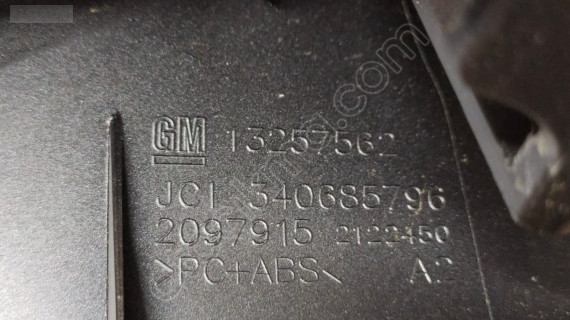 GM 13257562
JCI 340685796
2097915 2122450
>PC+ABS< A2